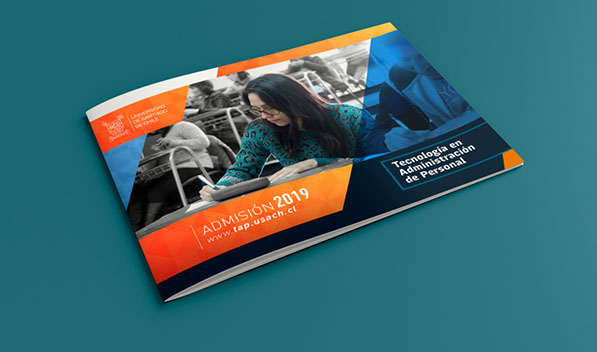 UNIVERSIDAD
DE SANTIAGO
DE CHILE
Tecnología en
Administración
de Personal
ADMISIÓN 2019
www.tap.usach.cl